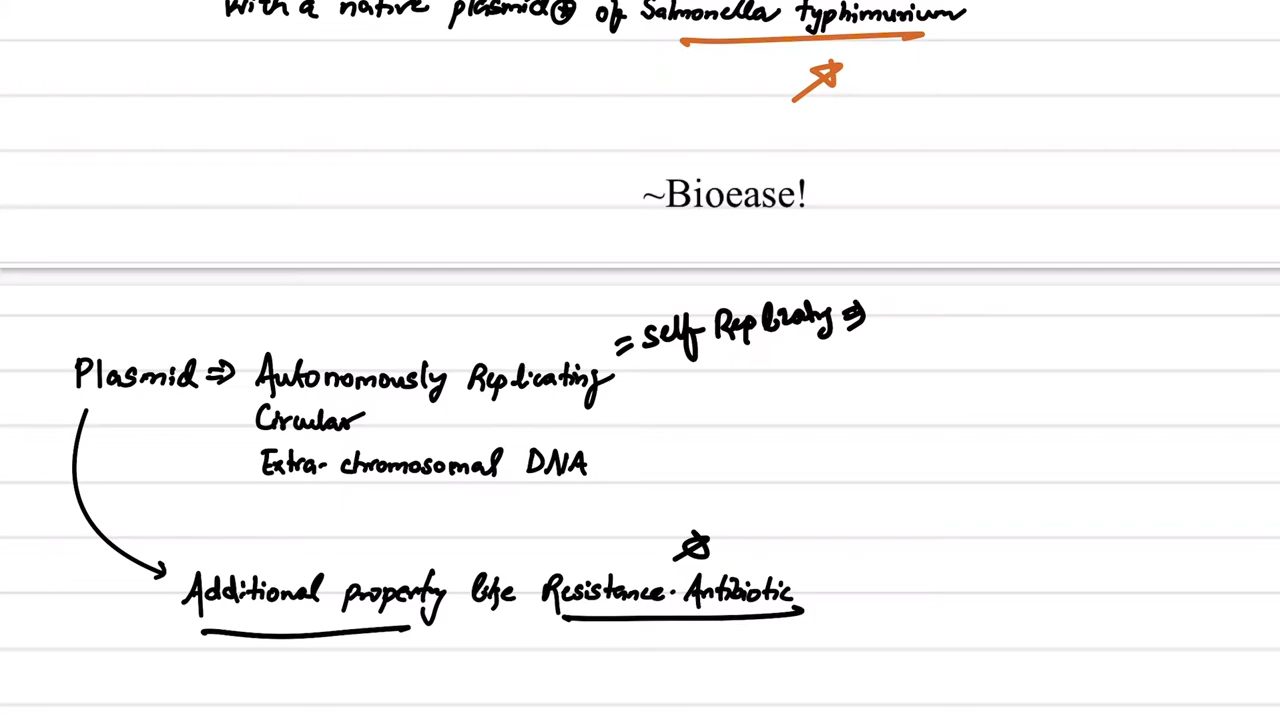 with a native plasmid of Salmonella typhimurium
~Bioease!
= self Replicaty ⇒
Plasmid ⇒ Autonomously Replicating
Circular
Extra-chromosomal DNA
Additional property like Resistance. Antibiotic